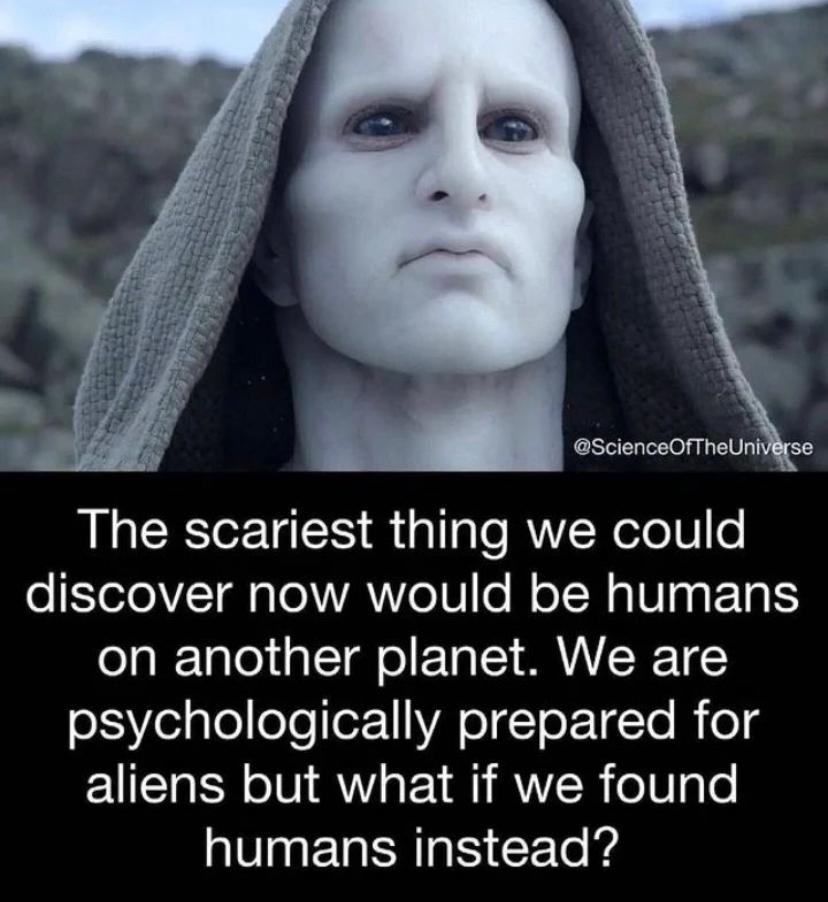 @ScienceOfTheUniverse
The scariest thing we could
discover now would be humans
on another planet. We are
psychologically prepared for
aliens but what if we found
humans instead?